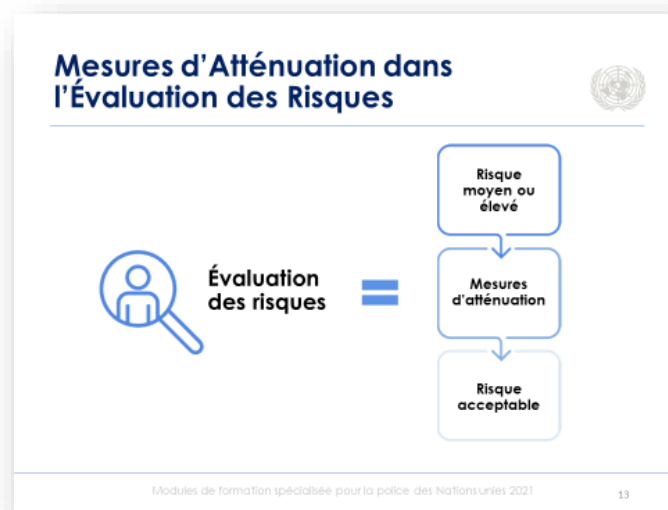 Mesures d’Atténuation dans
l’Évaluation des Risques
Évaluation
des risques
Risque
moyen ou
élevé
Mesures
d’atténuation
Risque
acceptable
Modules de formation spécialisée pour la police des Nations unies 2021
13